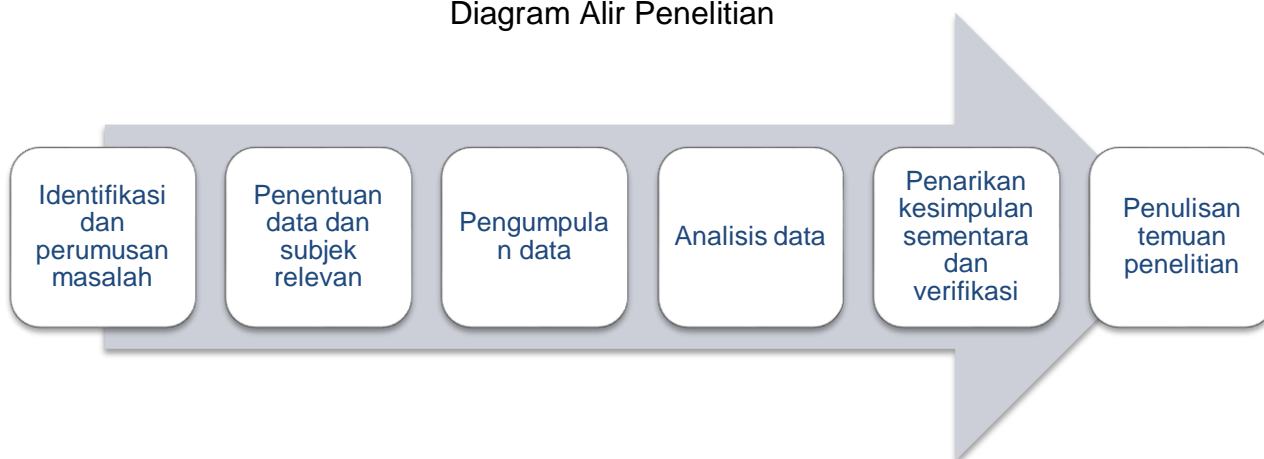 Diagram Alir Penelitian
Identifikasi
dan
perumusan
masalah
Penentuan
data dan
subjek
relevan
Pengumpula
n data
Analisis data
Penarikan
kesimpulan
sementara
dan
verifikasi
Penulisan
temuan
penelitian